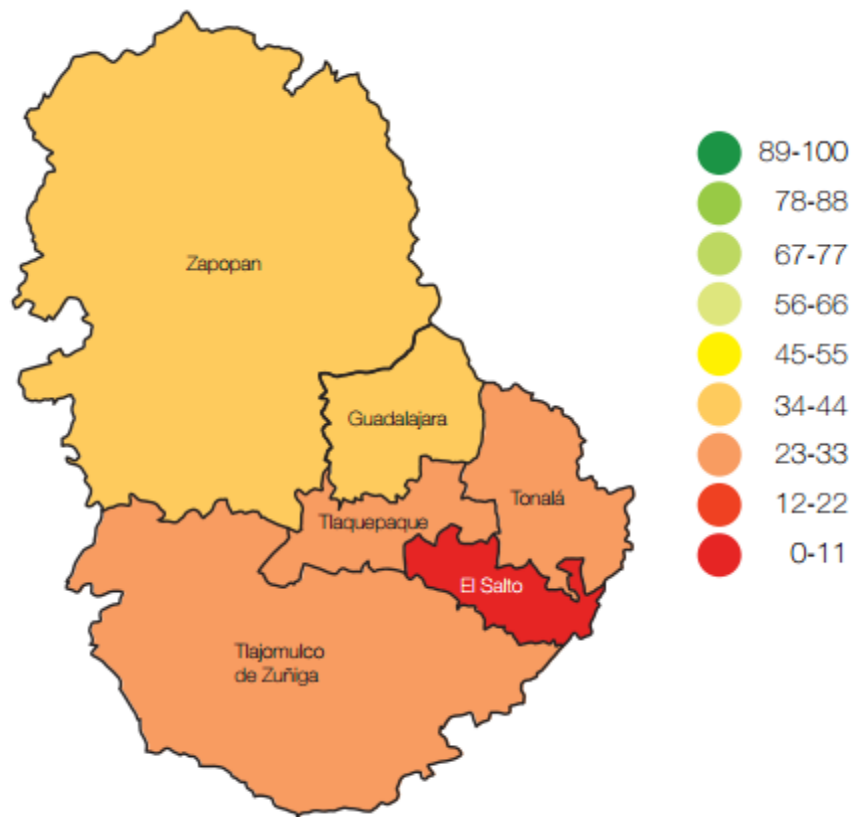 89-100
78-88
67-77
56-66
45-55
34-44
23-33
12-22
0-11
Zapopan
Guadalajara
Tonalá
Tlaquepaque
El Salto
Tlajomulco
de Zuñiga